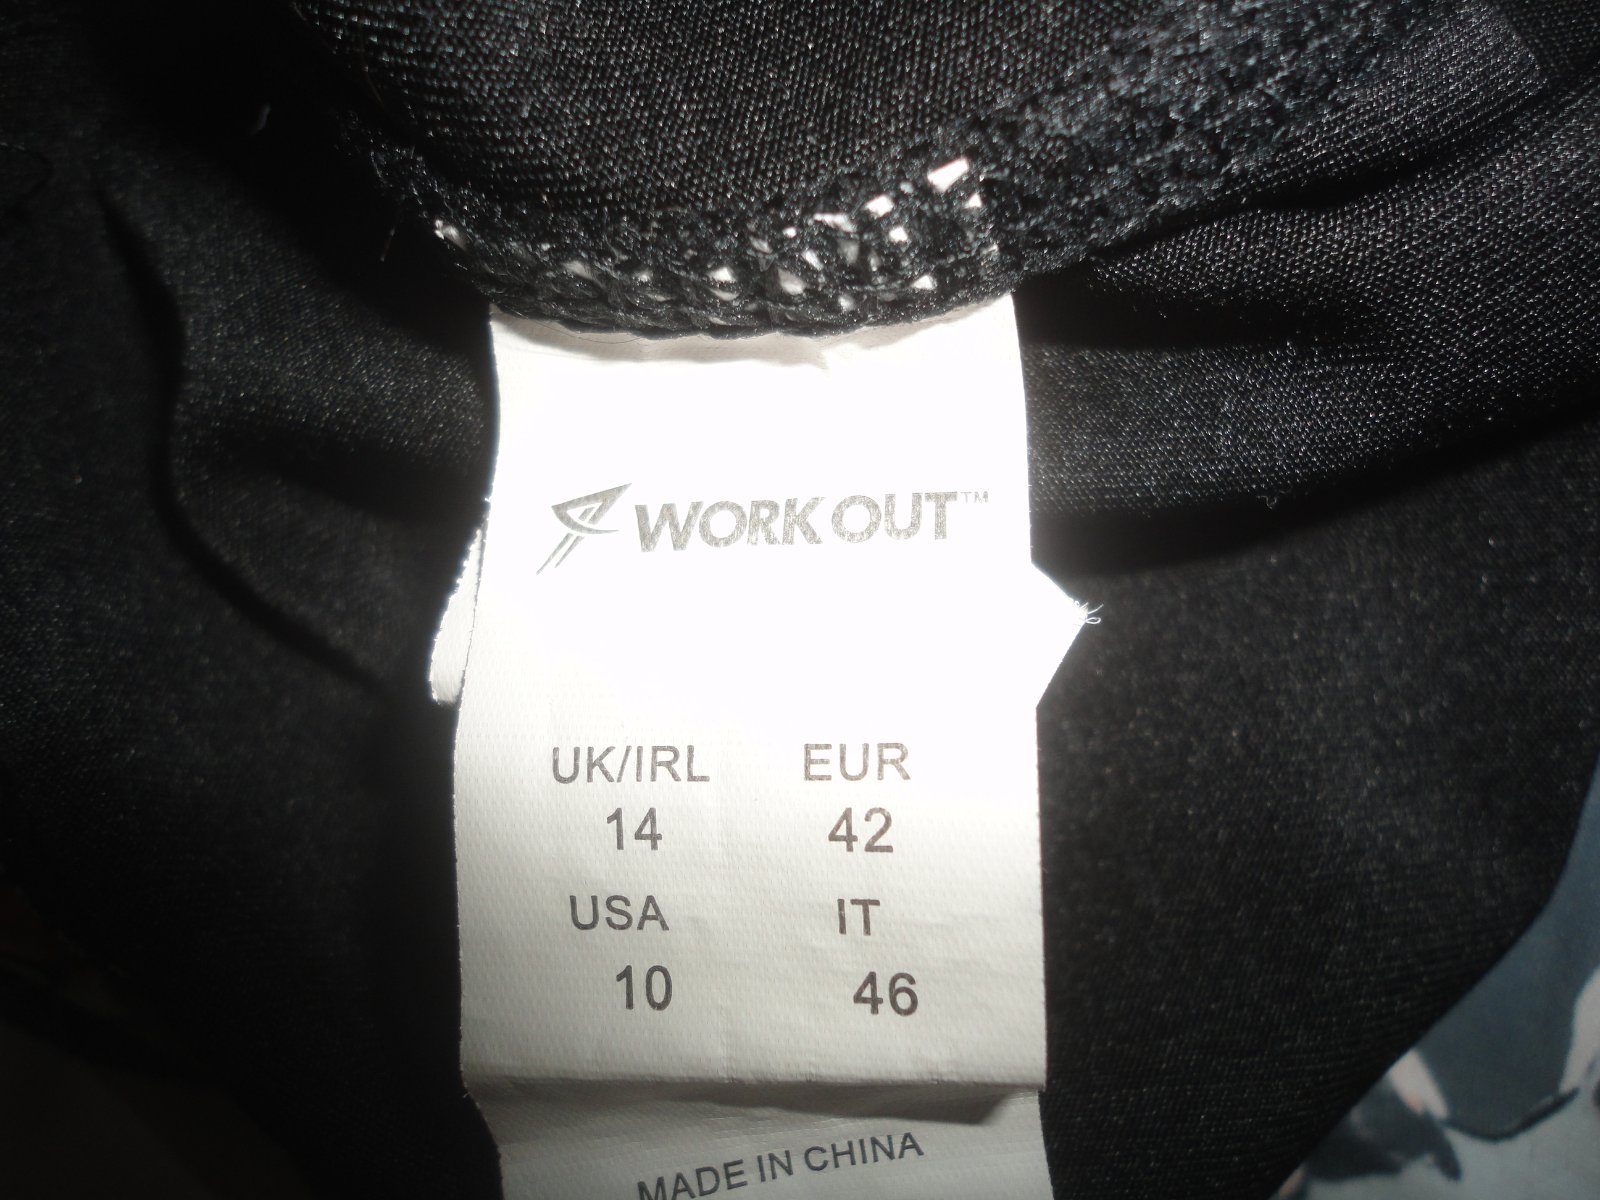 WORK OUT™
UK/IRL EUR
14 42
USA IT
10 46
MADE IN CHINA